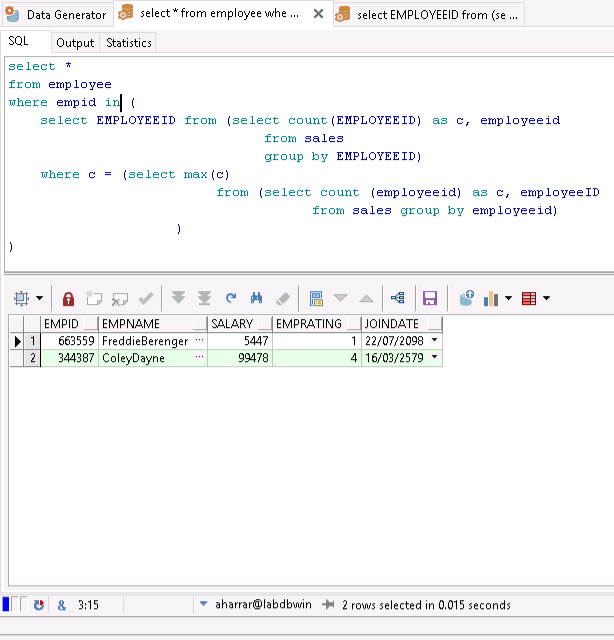 Data Generator
select * from employee whe ...
select EMPLOYEEID from (se ...
SQL Output Statistics
select *
from employee
where empid in (
select EMPLOYEEID from (select count(EMPLOYEEID) as c, employeeid
from sales
group by EMPLOYEEID)
where c = (select max(c)
from (select count (employeeid) as c, employeeID
from sales group by employeeid)
)
)
EMPID EMPNAME SALARY EMPRATING JOINDATE
1 663559 FreddieBerenger ... 5447 1 22/07/2098
2 344387 ColeyDayne ... 99478 4 16/03/2579
& 3:15 aharrar@labdbwin 2 rows selected in 0.015 seconds